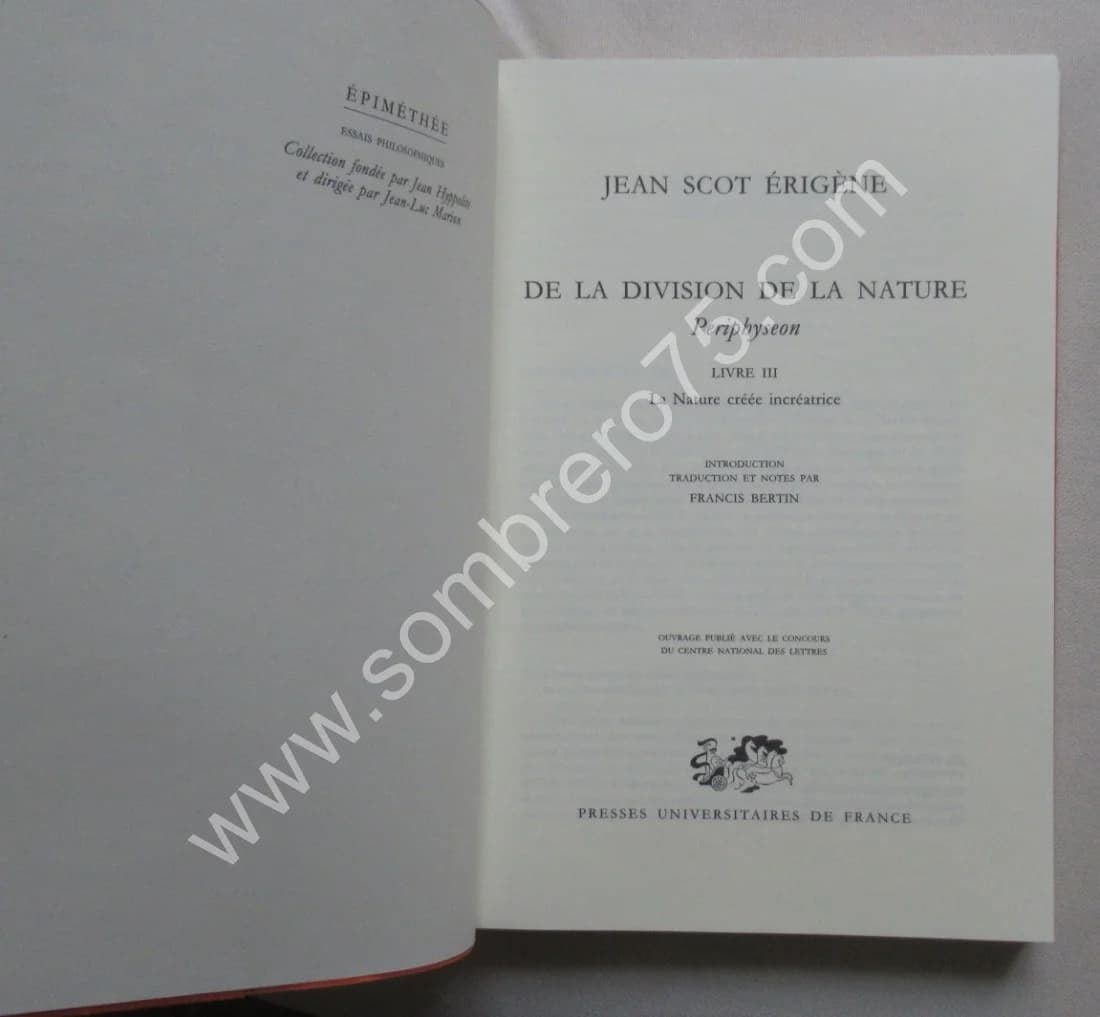 ÉPIMÉTHÉE
ESSAIS PHILOSOPHIQUES
Collection fondée par Jean Hyppolite
et dirigée par Jean-Luc Marion
JEAN SCOT ÉRIGÈNE
DE LA DIVISION DE LA NATURE
Periphyseon
LIVRE III
La Nature créée incréatrice
INTRODUCTION
TRADUCTION ET NOTES PAR
FRANCIS BERTIN
OUVRAGE PUBLIÉ AVEC LE CONCOURS
DU CENTRE NATIONAL DES LETTRES
PRESSES UNIVERSITAIRES DE FRANCE
www.sombrero75.com